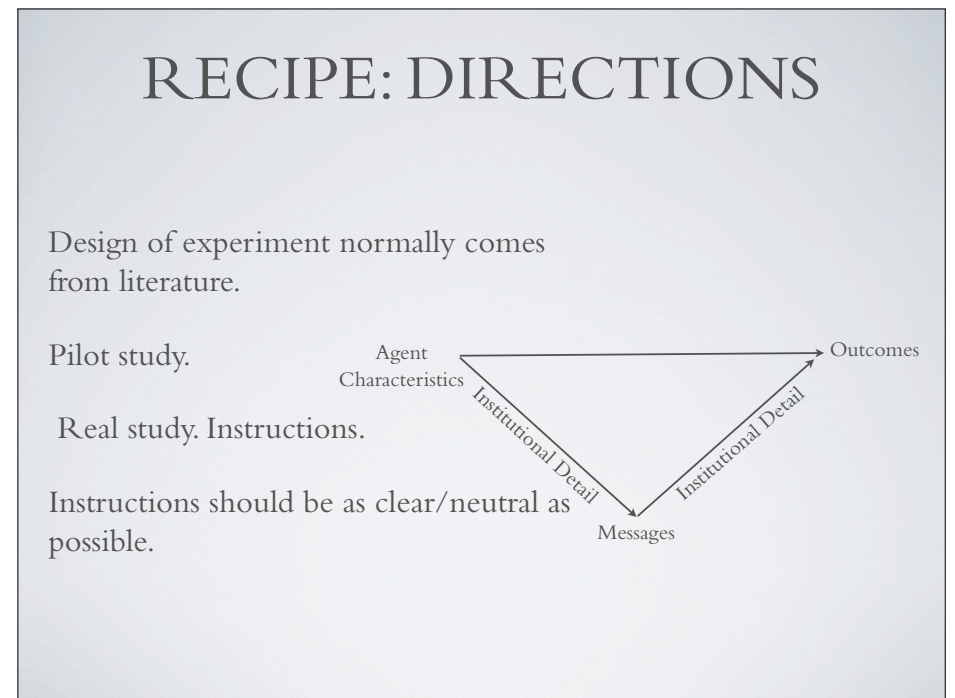 RECIPE: DIRECTIONS
Design of experiment normally comes
from literature.
Pilot study.
Real study. Instructions.
Instructions should be as clear/neutral as
possible.
Agent
Characteristics
Outcomes
Institutional Detail
Institutional Detail
Messages